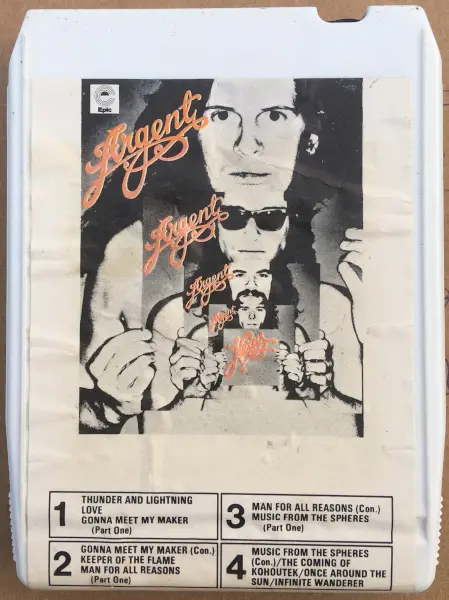 Epic
Argent
Argent
Argent
Argent
Argent
1 THUNDER AND LIGHTNING
LOVE
GONNA MEET MY MAKER
(Part One)
2 GONNA MEET MY MAKER (Con.)
KEEPER OF THE FLAME
MAN FOR ALL REASONS
(Part One)
3 MAN FOR ALL REASONS (Con.)
MUSIC FROM THE SPHERES
(Part One)
4 MUSIC FROM THE SPHERES
(Con.)/THE COMING OF
KOHOUTEK/ONCE AROUND THE
SUN/INFINITE WANDERER